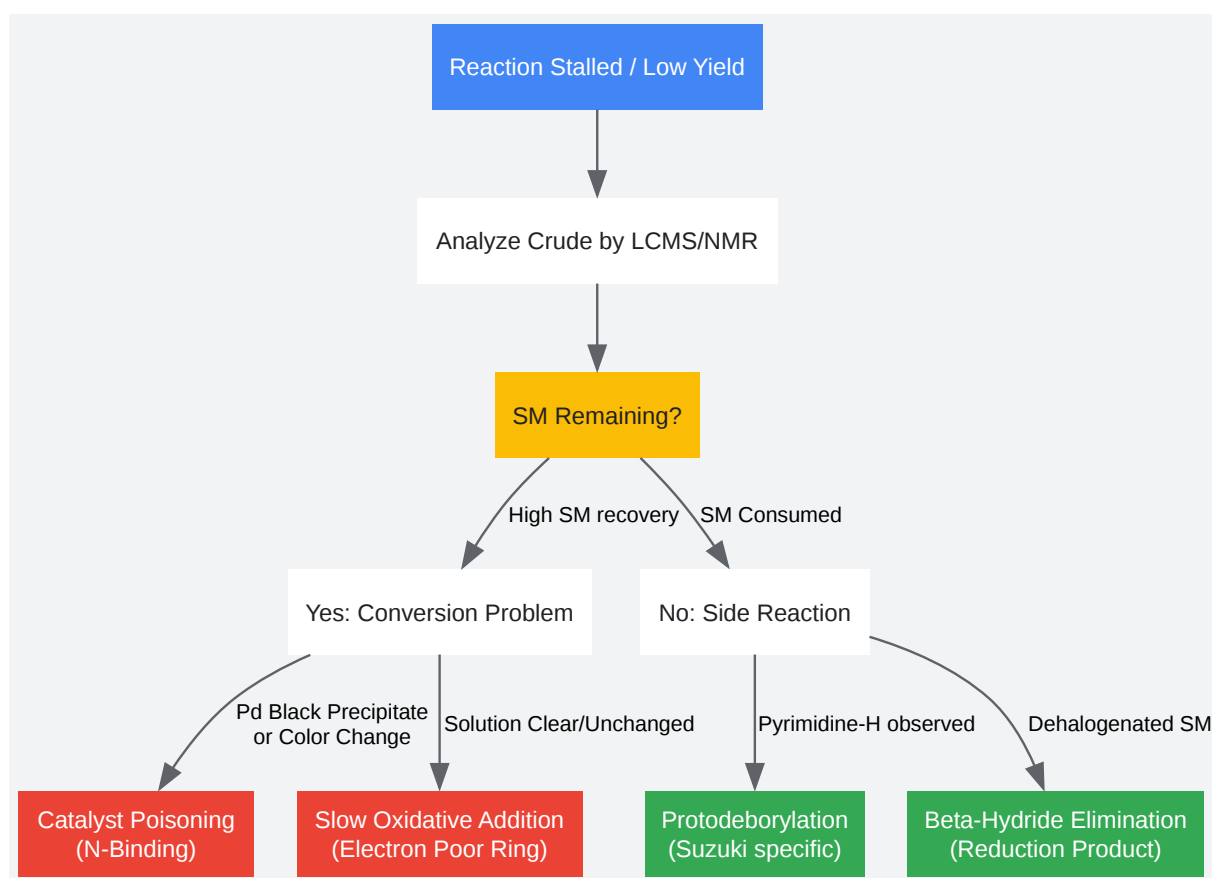 Reaction Stalled / Low Yield
Analyze Crude by LCMS/NMR
SM Remaining?
High SM recovery
SM Consumed
Yes: Conversion Problem
No: Side Reaction
Pd Black Precipitate
or Color Change
Solution Clear/Unchanged
Pyrimidine-H observed
Dehalogenated SM
Catalyst Poisoning
(N-Binding)
Slow Oxidative Addition
(Electron Poor Ring)
Protodeborylation
(Suzuki specific)
Beta-Hydride Elimination
(Reduction Product)